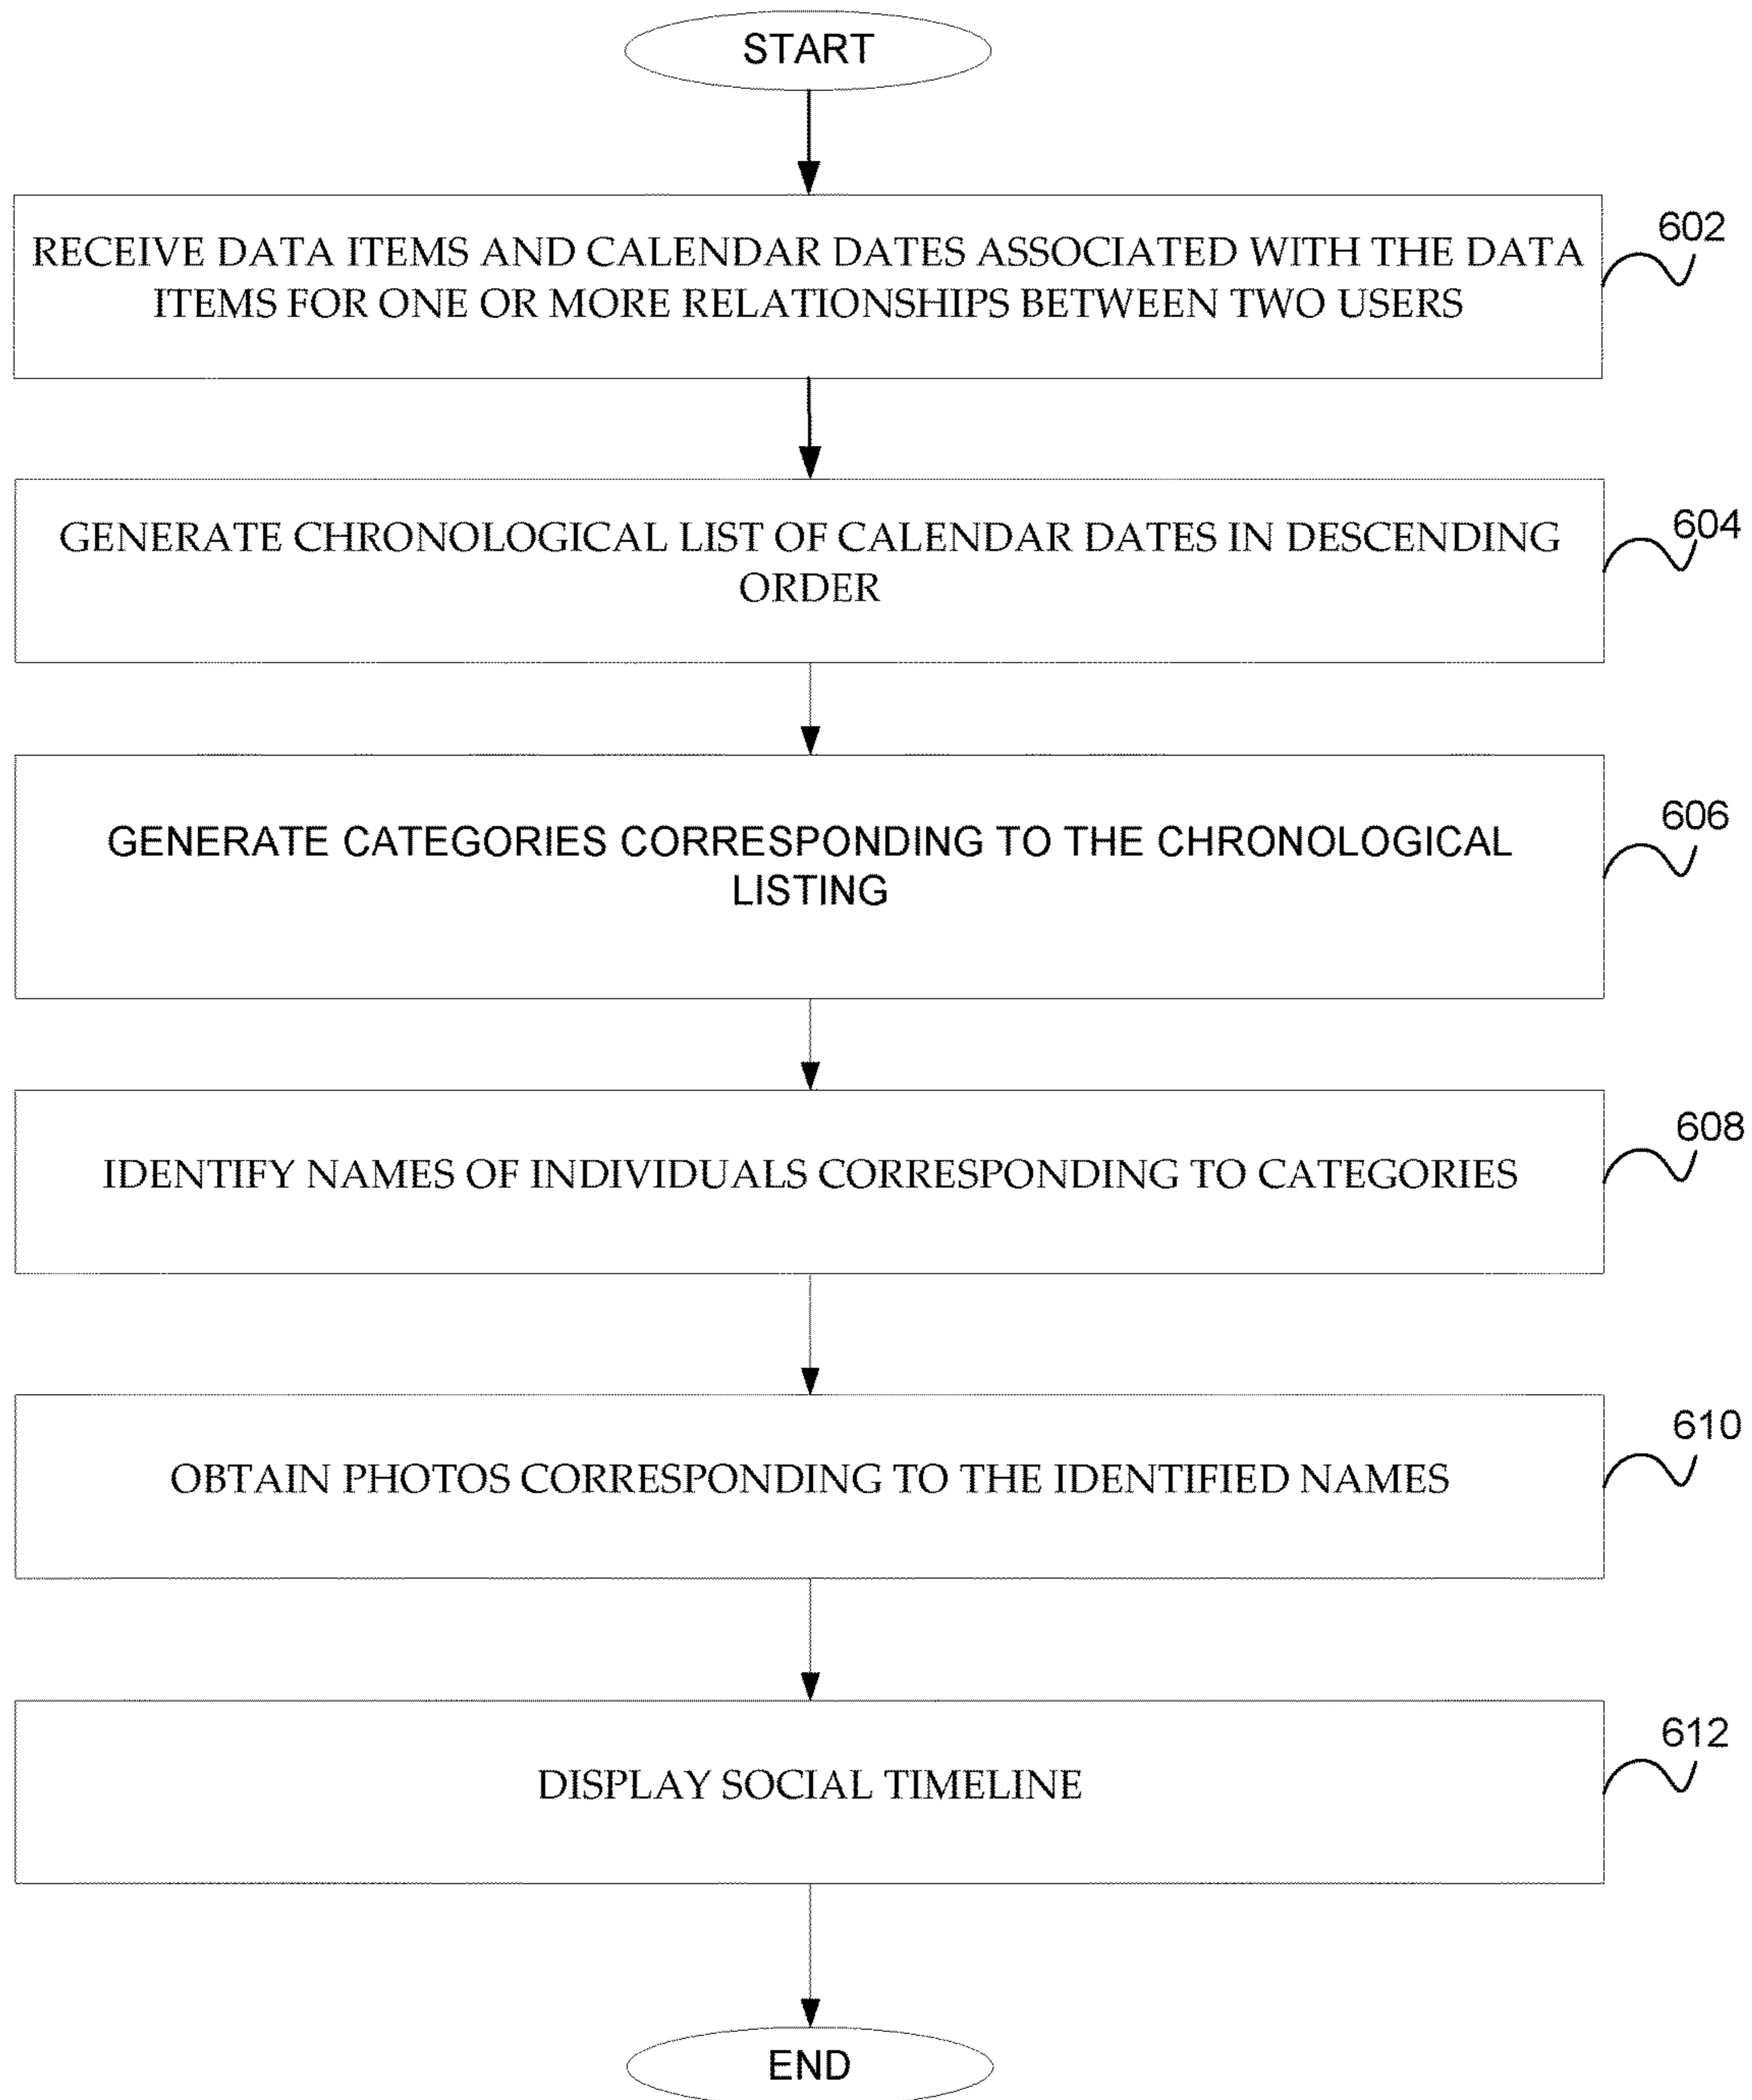 START
RECEIVE DATA ITEMS AND CALENDAR DATES ASSOCIATED WITH THE DATA
ITEMS FOR ONE OR MORE RELATIONSHIPS BETWEEN TWO USERS
602
GENERATE CHRONOLOGICAL LIST OF CALENDAR DATES IN DESCENDING
ORDER
604
GENERATE CATEGORIES CORRESPONDING TO THE CHRONOLOGICAL
LISTING
606
IDENTIFY NAMES OF INDIVIDUALS CORRESPONDING TO CATEGORIES
608
OBTAIN PHOTOS CORRESPONDING TO THE IDENTIFIED NAMES
610
DISPLAY SOCIAL TIMELINE
612
END